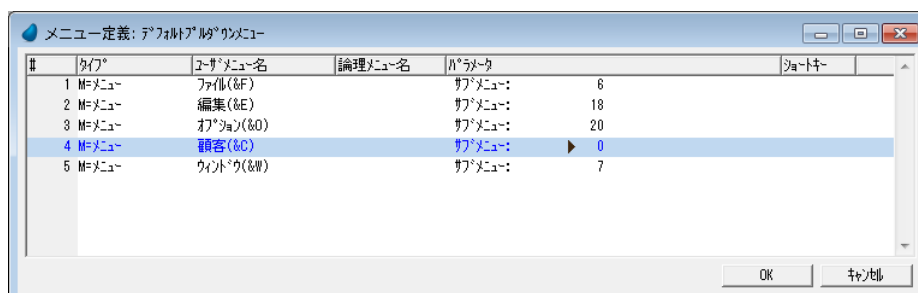 メニュー定義: ﾃﾞﾌｫﾙﾄﾌﾟﾙﾀﾞｳﾝﾒﾆｭｰ
# ﾀｲﾌﾟ ﾕｰｻﾞﾒﾆｭｰ名 論理ﾒﾆｭｰ名 ﾊﾟﾗﾒｰﾀ ｼｮｰﾄｷｰ
1 M=ﾒﾆｭｰ ﾌｧｲﾙ(&F) ｻﾌﾞﾒﾆｭｰ: 6
2 M=ﾒﾆｭｰ 編集(&E) ｻﾌﾞﾒﾆｭｰ: 18
3 M=ﾒﾆｭｰ ｵﾌﾟｼｮﾝ(&O) ｻﾌﾞﾒﾆｭｰ: 20
4 M=ﾒﾆｭｰ 顧客(&C) ｻﾌﾞﾒﾆｭｰ: 0
5 M=ﾒﾆｭｰ ｳｨﾝﾄﾞｳ(&W) ｻﾌﾞﾒﾆｭｰ: 7
OK ｷｬﾝｾﾙ